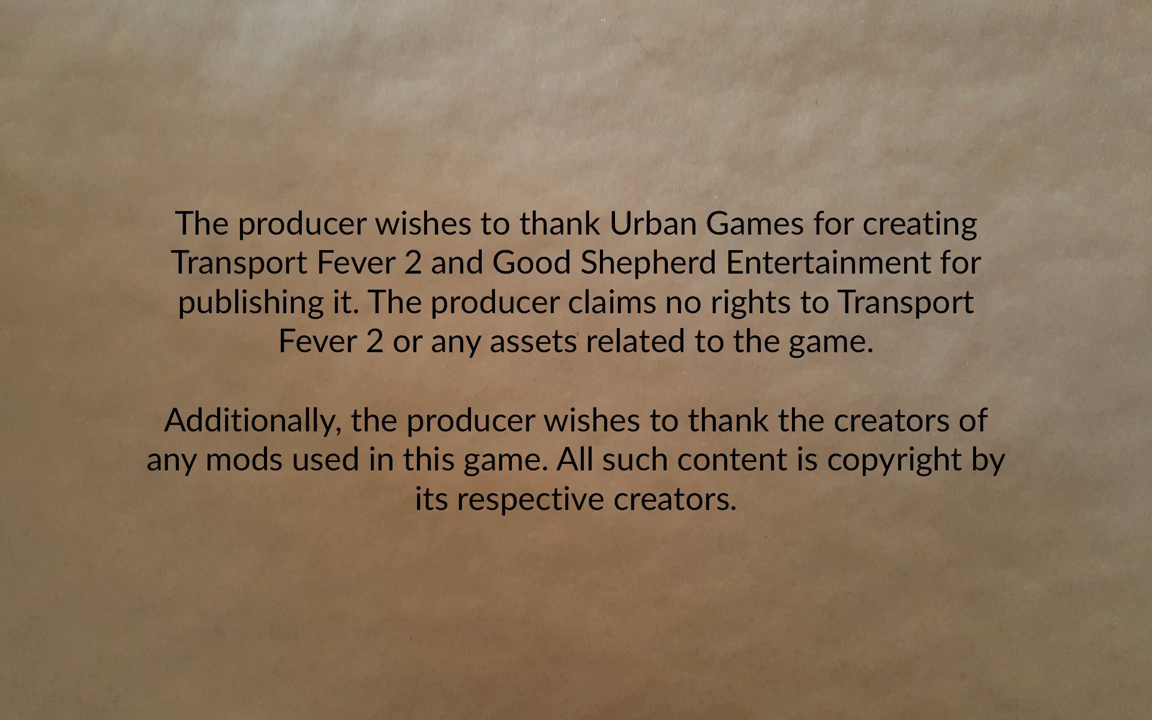 The producer wishes to thank Urban Games for creating
Transport Fever 2 and Good Shepherd Entertainment for
publishing it. The producer claims no rights to Transport
Fever 2 or any assets related to the game.
Additionally, the producer wishes to thank the creators of
any mods used in this game. All such content is copyright by
its respective creators.